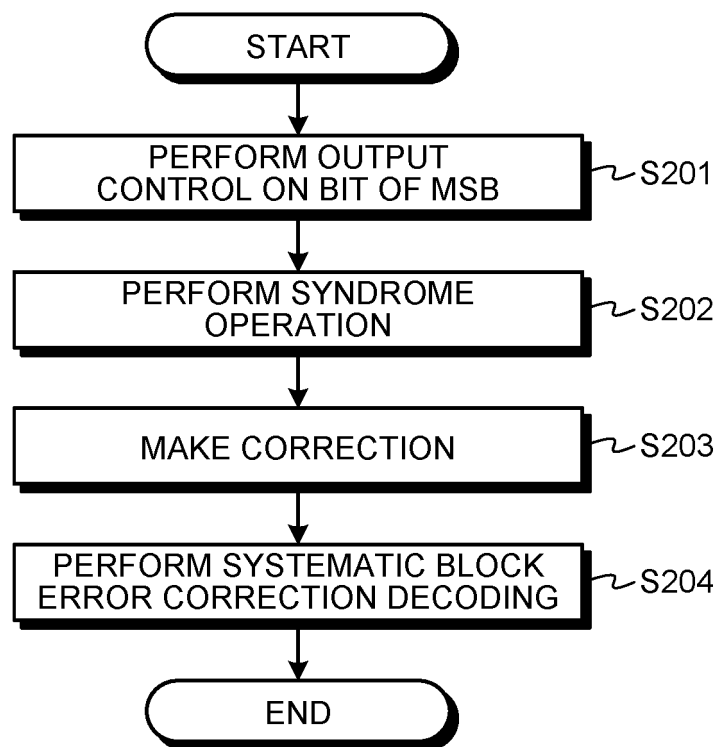 START
PERFORM OUTPUT
CONTROL ON BIT OF MSB
S201
PERFORM SYNDROME
OPERATION
S202
MAKE CORRECTION
S203
PERFORM SYSTEMATIC BLOCK
ERROR CORRECTION DECODING
S204
END